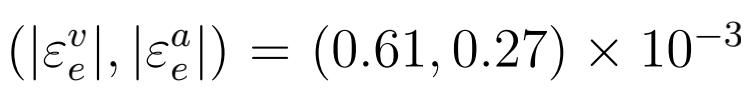 (|ε_e^v|, |ε_e^a|) = (0.61, 0.27) × 10^{−3}